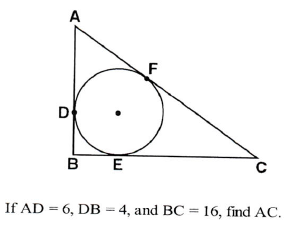 A
F
D
B
E
C
If AD = 6, DB = 4, and BC = 16, find AC.